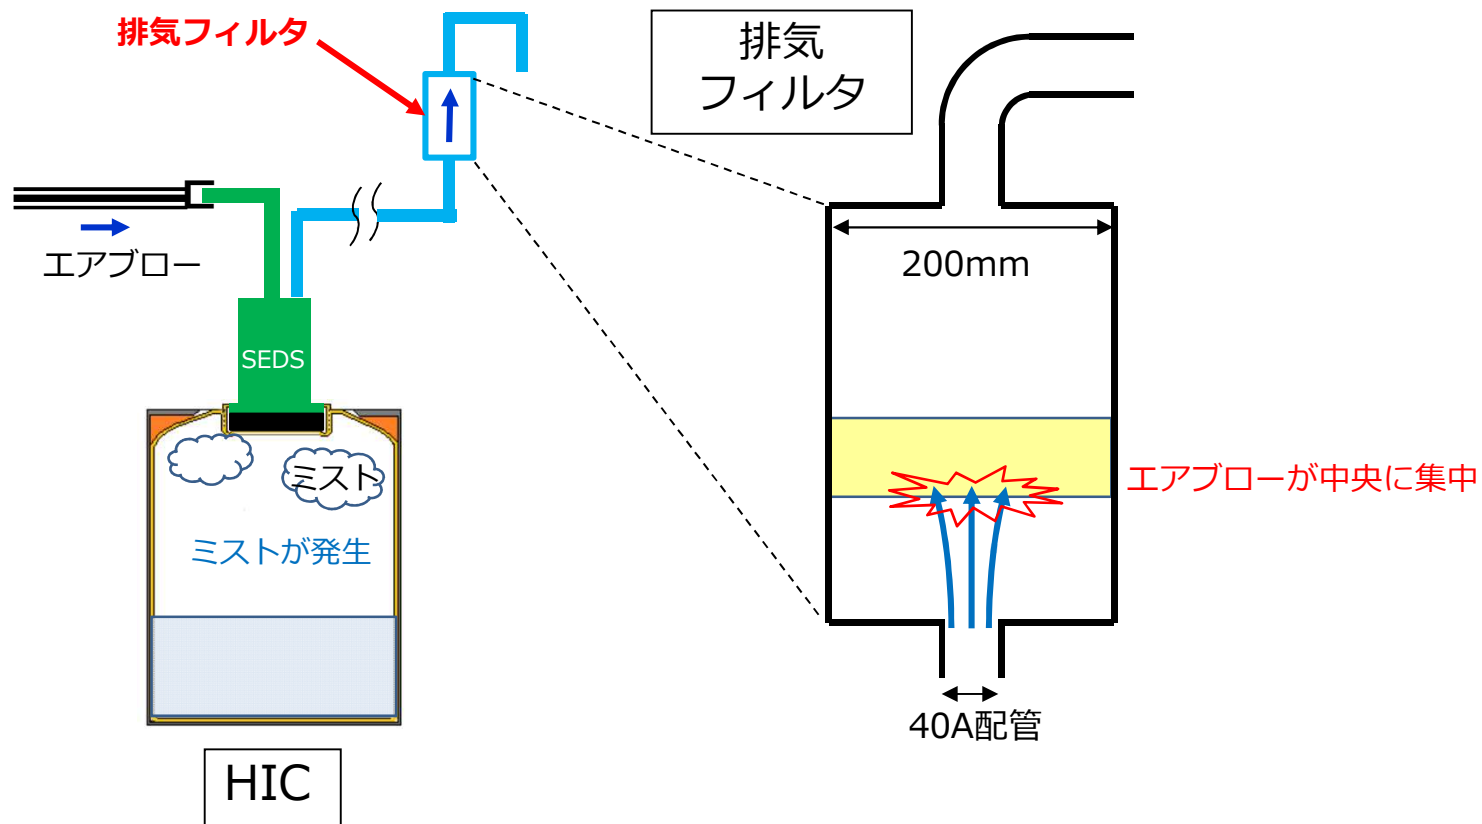 排気フィルタ
排気
フィルタ
エアブロー
200mm
SEDS
ミスト
エアブローが中央に集中
ミストが発生
40A配管
HIC